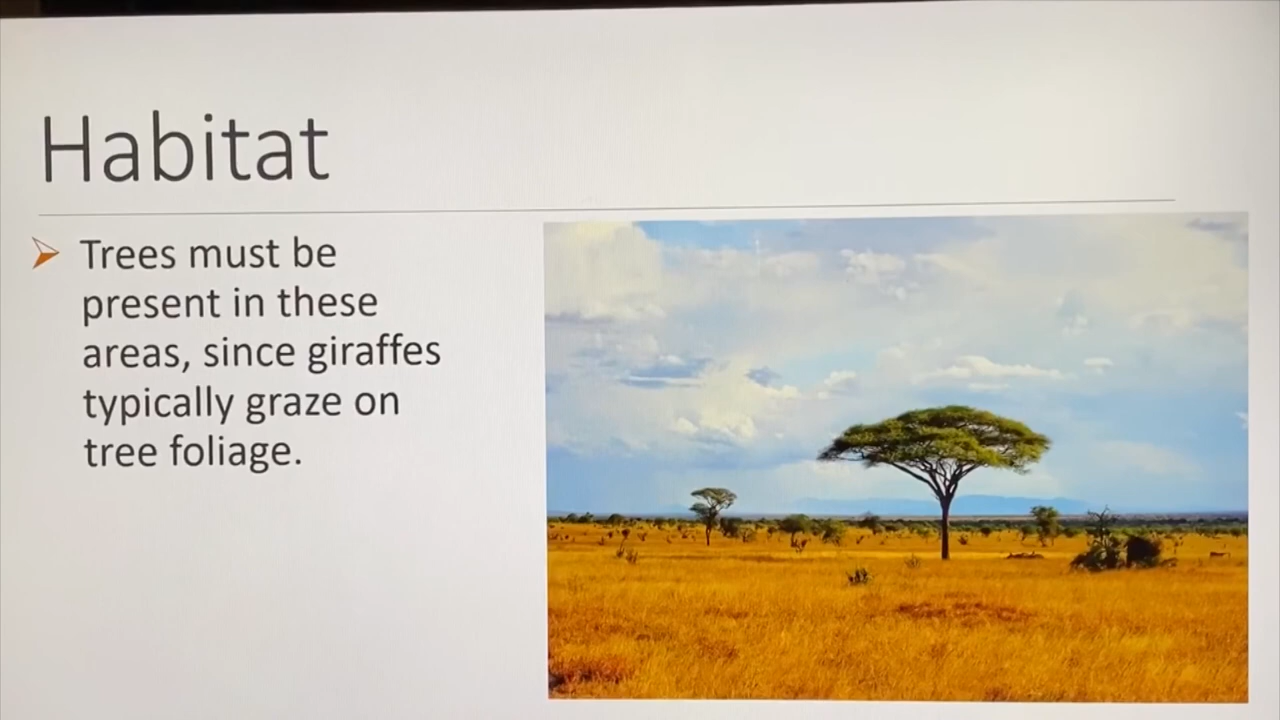 Habitat
Trees must be
present in these
areas, since giraffes
typically graze on
tree foliage.